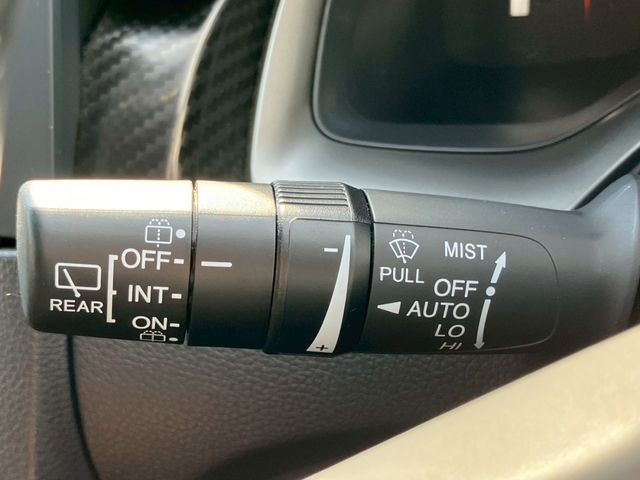 REAR
OFF
INT
ON
−
+
PULL
MIST
OFF
AUTO
LO
HI